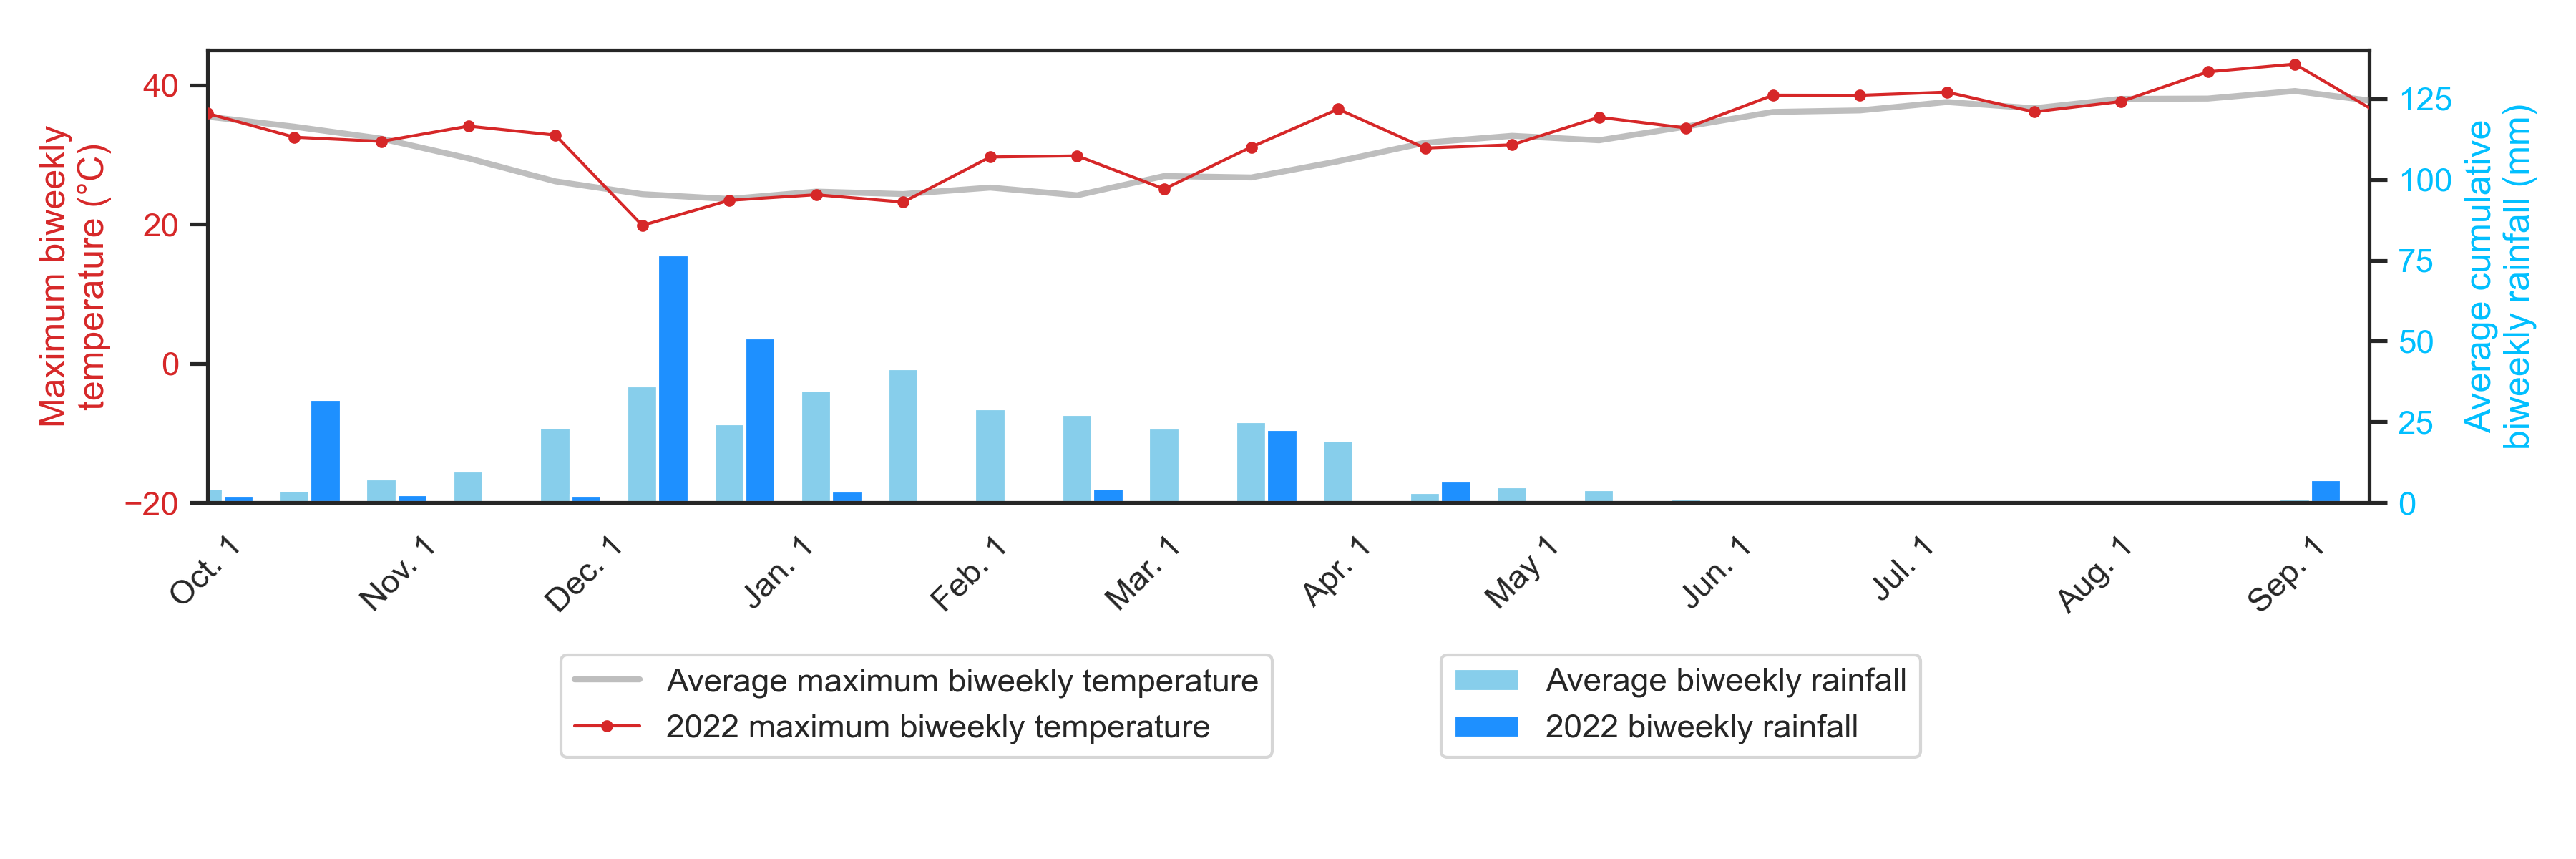 Maximum biweekly
temperature (°C)
40
20
0
−20
125
100
75
50
25
0
Average cumulative
biweekly rainfall (mm)
Oct. 1
Nov. 1
Dec. 1
Jan. 1
Feb. 1
Mar. 1
Apr. 1
May 1
Jun. 1
Jul. 1
Aug. 1
Sep. 1
Average maximum biweekly temperature
2022 maximum biweekly temperature
Average biweekly rainfall
2022 biweekly rainfall